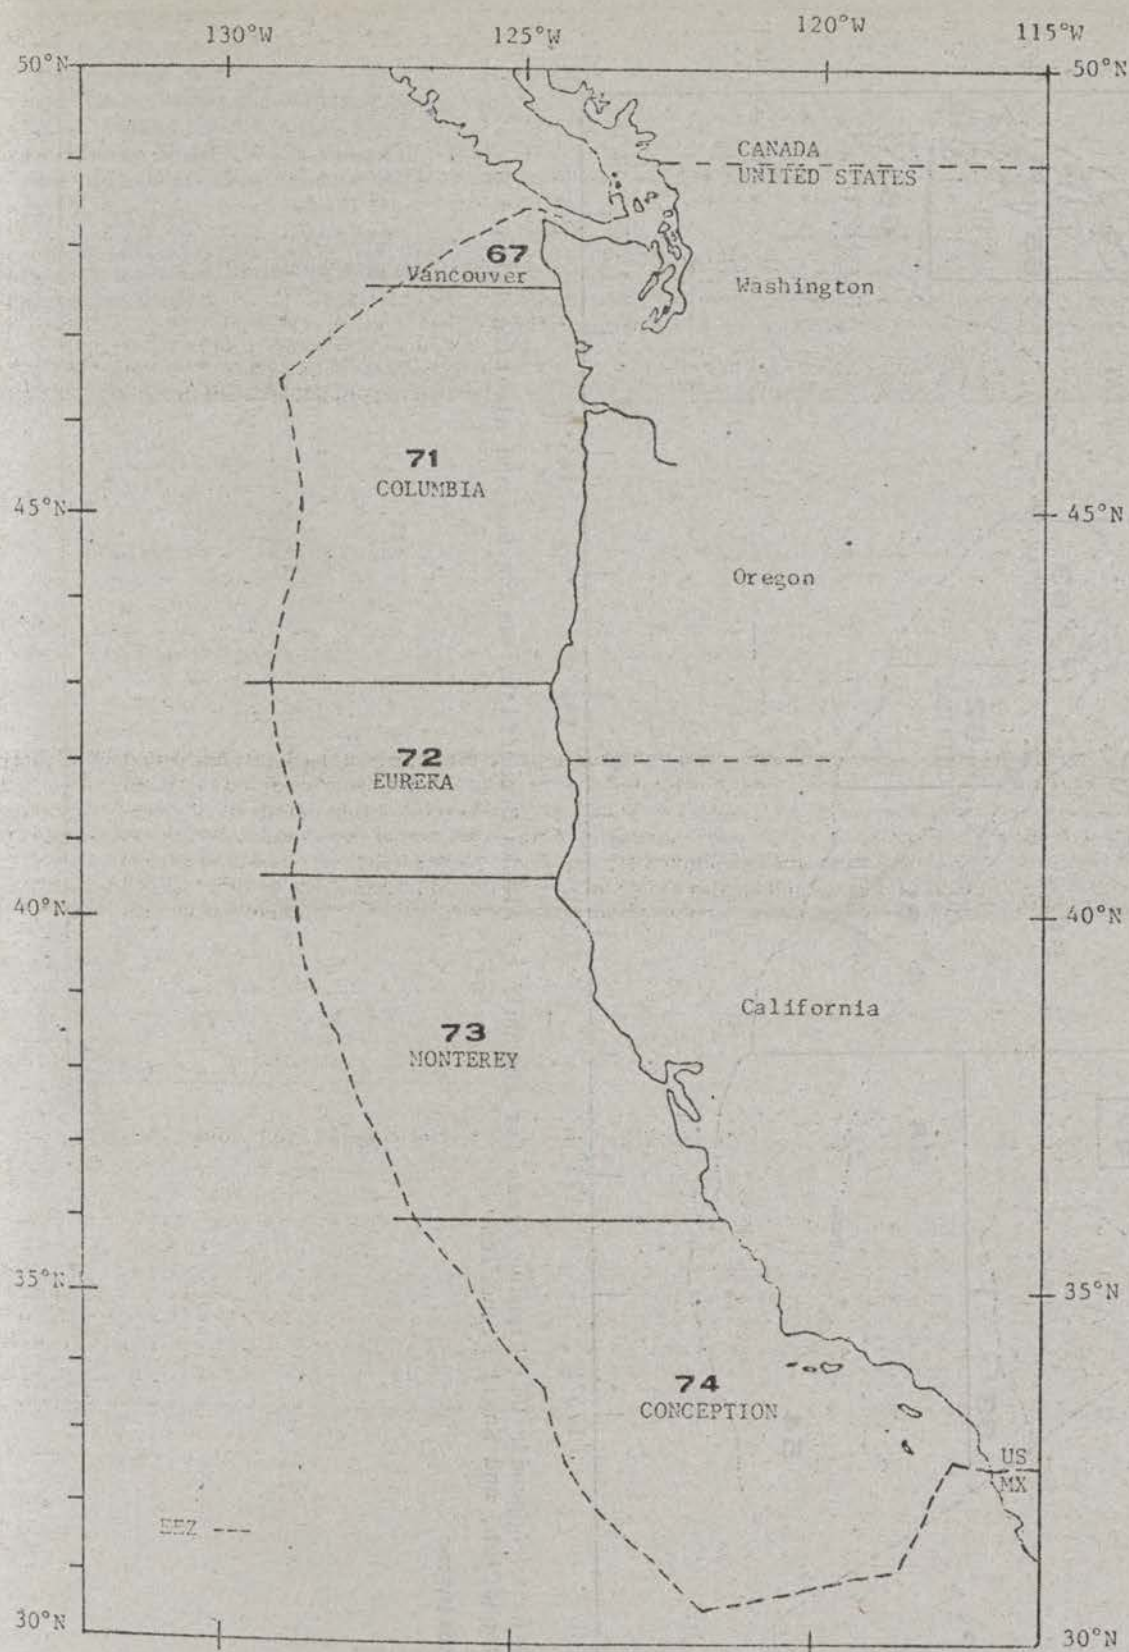 130°W 125°W 120°W 115°W
50°N 50°N
CANADA
UNITED STATES
67
Vancouver
Washington
71
COLUMBIA
45°N 45°N
Oregon
72
EUREKA
40°N 40°N
California
73
MONTEREY
35°N 35°N
74
CONCEPTION
US
MX
EEZ ---
30°N 30°N